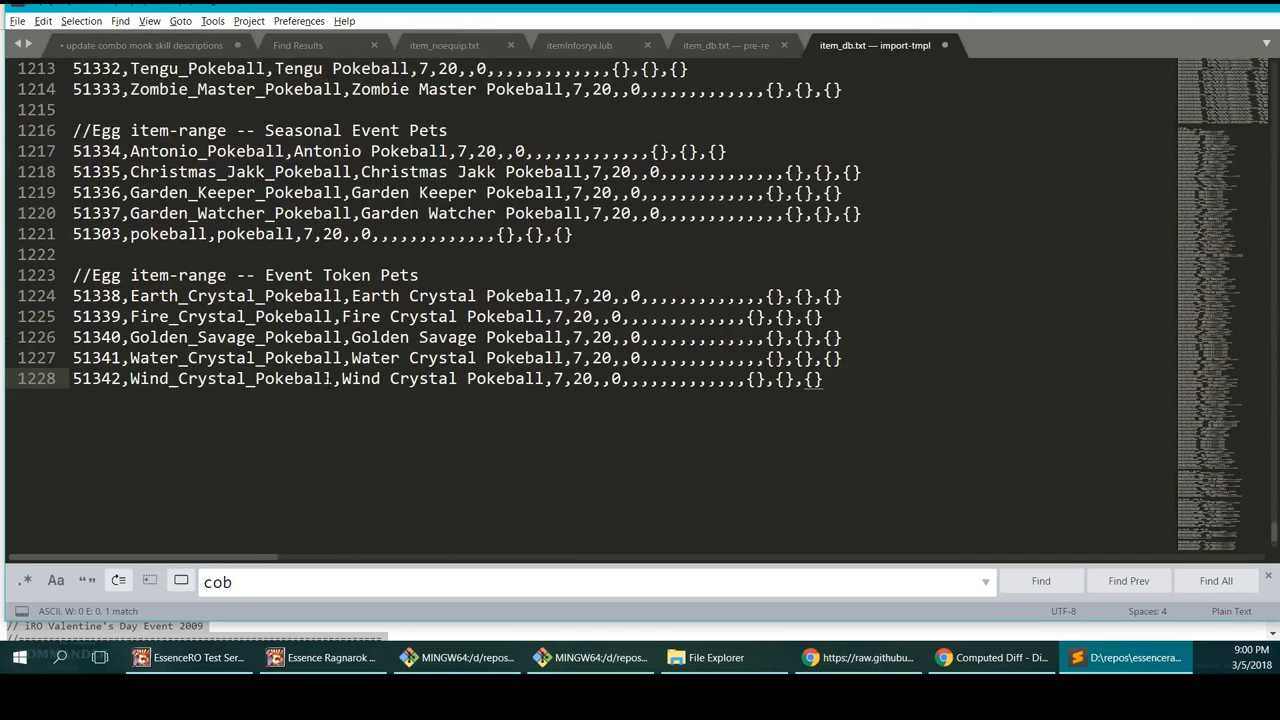 File Edit Selection Find View Goto Tools Project Preferences Help
update combo monk skill descriptions Find Results item_noequip.txt itemInfosryx.lub item_db.txt — pre-re item_db.txt — import-tmpl
1213 51332,Tengu_Pokeball,Tengu Pokeball,7,20,,0,,,,,,,,,,,,,{},{},{}
1214 51333,Zombie_Master_Pokeball,Zombie Master Pokeball,7,20,,0,,,,,,,,,,,,,{},{},{}
1215
1216 //Egg item-range -- Seasonal Event Pets
1217 51334,Antonio_Pokeball,Antonio Pokeball,7,20,,0,,,,,,,,,,,,,{},{},{}
1218 51335,Christmas_Jakk_Pokeball,Christmas Jakk Pokeball,7,20,,0,,,,,,,,,,,,,{},{},{}
1219 51336,Garden_Keeper_Pokeball,Garden Keeper Pokeball,7,20,,0,,,,,,,,,,,,,{},{},{}
1220 51337,Garden_Watcher_Pokeball,Garden Watcher Pokeball,7,20,,0,,,,,,,,,,,,,{},{},{}
1221 51303,pokeball,pokeball,7,20,,0,,,,,,,,,,,,,{},{},{}
1222
1223 //Egg item-range -- Event Token Pets
1224 51338,Earth_Crystal_Pokeball,Earth Crystal Pokeball,7,20,,0,,,,,,,,,,,,,{},{},{}
1225 51339,Fire_Crystal_Pokeball,Fire Crystal Pokeball,7,20,,0,,,,,,,,,,,,,{},{},{}
1226 51340,Golden_Savage_Pokeball,Golden Savage Pokeball,7,20,,0,,,,,,,,,,,,,{},{},{}
1227 51341,Water_Crystal_Pokeball,Water Crystal Pokeball,7,20,,0,,,,,,,,,,,,,{},{},{}
1228 51342,Wind_Crystal_Pokeball,Wind Crystal Pokeball,7,20,,0,,,,,,,,,,,,,{},{},{}
.* Aa “” cob Find Find Prev Find All
ASCII. W: 0 E: 0, 1 match UTF-8 Spaces: 4 Plain Text
// iRO Valentine's Day Event 2009
//============================================================
EssenceRO Test Ser... Essence Ragnarok ... MINGW64:/d/repos... MINGW64:/d/repos... File Explorer https://raw.githubu... Computed Diff - Di... D:\repos\essencera... 9:00 PM
3/5/2018